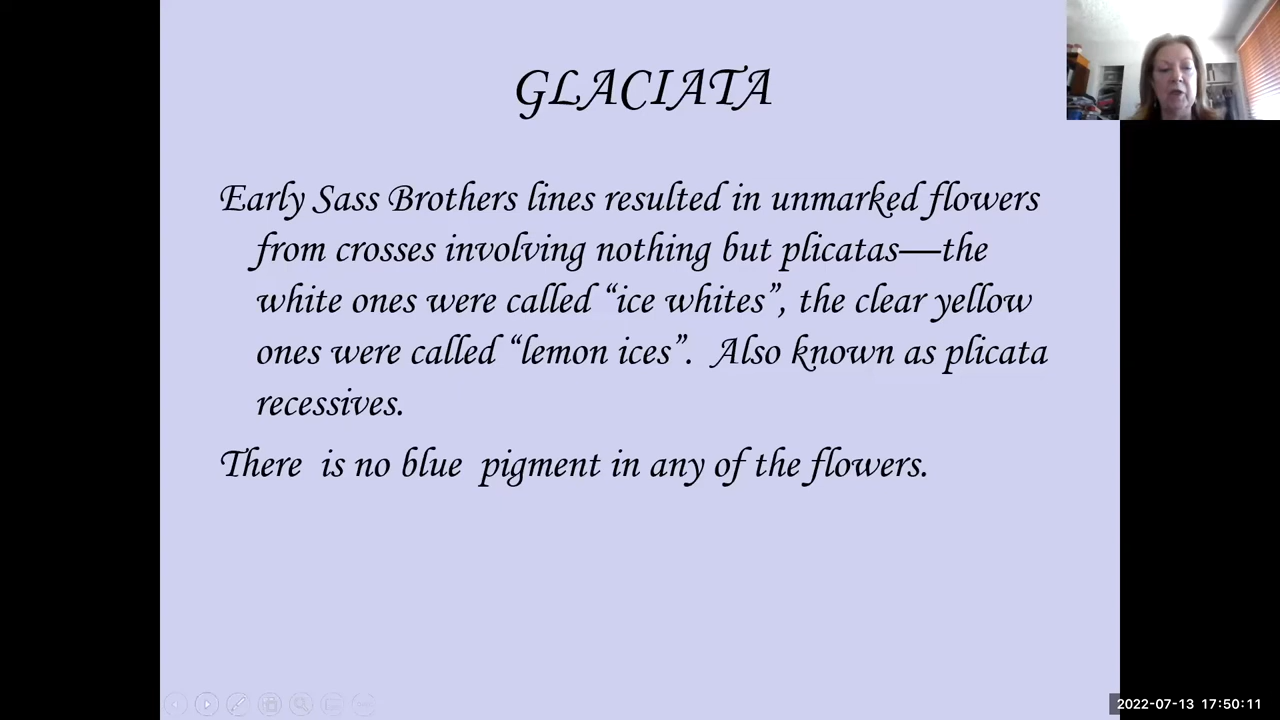 GLACIATA
Early Sass Brothers lines resulted in unmarked flowers
from crosses involving nothing but plicatas—the
white ones were called “ice whites”, the clear yellow
ones were called “lemon ices”.  Also known as plicata
recessives.
There  is no blue  pigment in any of the flowers.
2022-07-13 17:50:11